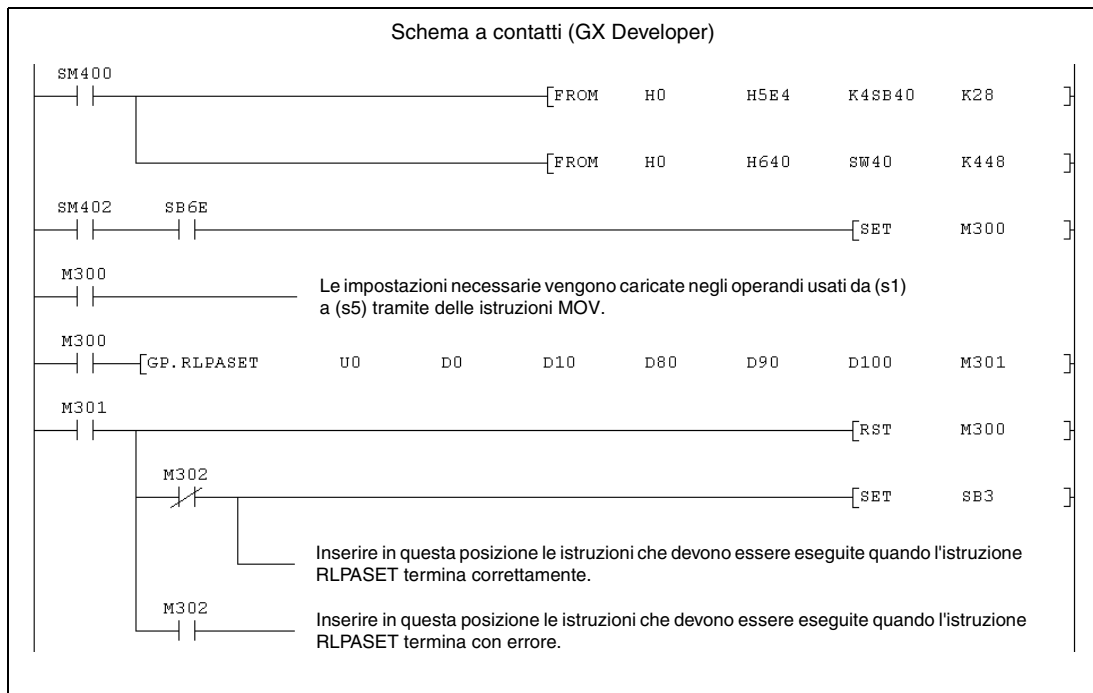 Schema a contatti (GX Developer)
SM400
[FROM H0 H5E4 K4SB40 K28 ]
[FROM H0 H640 SW40 K448 ]
SM402 SB6E
[SET M300 ]
M300
Le impostazioni necessarie vengono caricate negli operandi usati da (s1)
a (s5) tramite delle istruzioni MOV.
M300
[GP.RLPASET U0 D0 D10 D80 D90 D100 M301 ]
M301
[RST M300 ]
M302
[SET SB3 ]
Inserire in questa posizione le istruzioni che devono essere eseguite quando l'istruzione
RLPASET termina correttamente.
M302
Inserire in questa posizione le istruzioni che devono essere eseguite quando l'istruzione
RLPASET termina con errore.